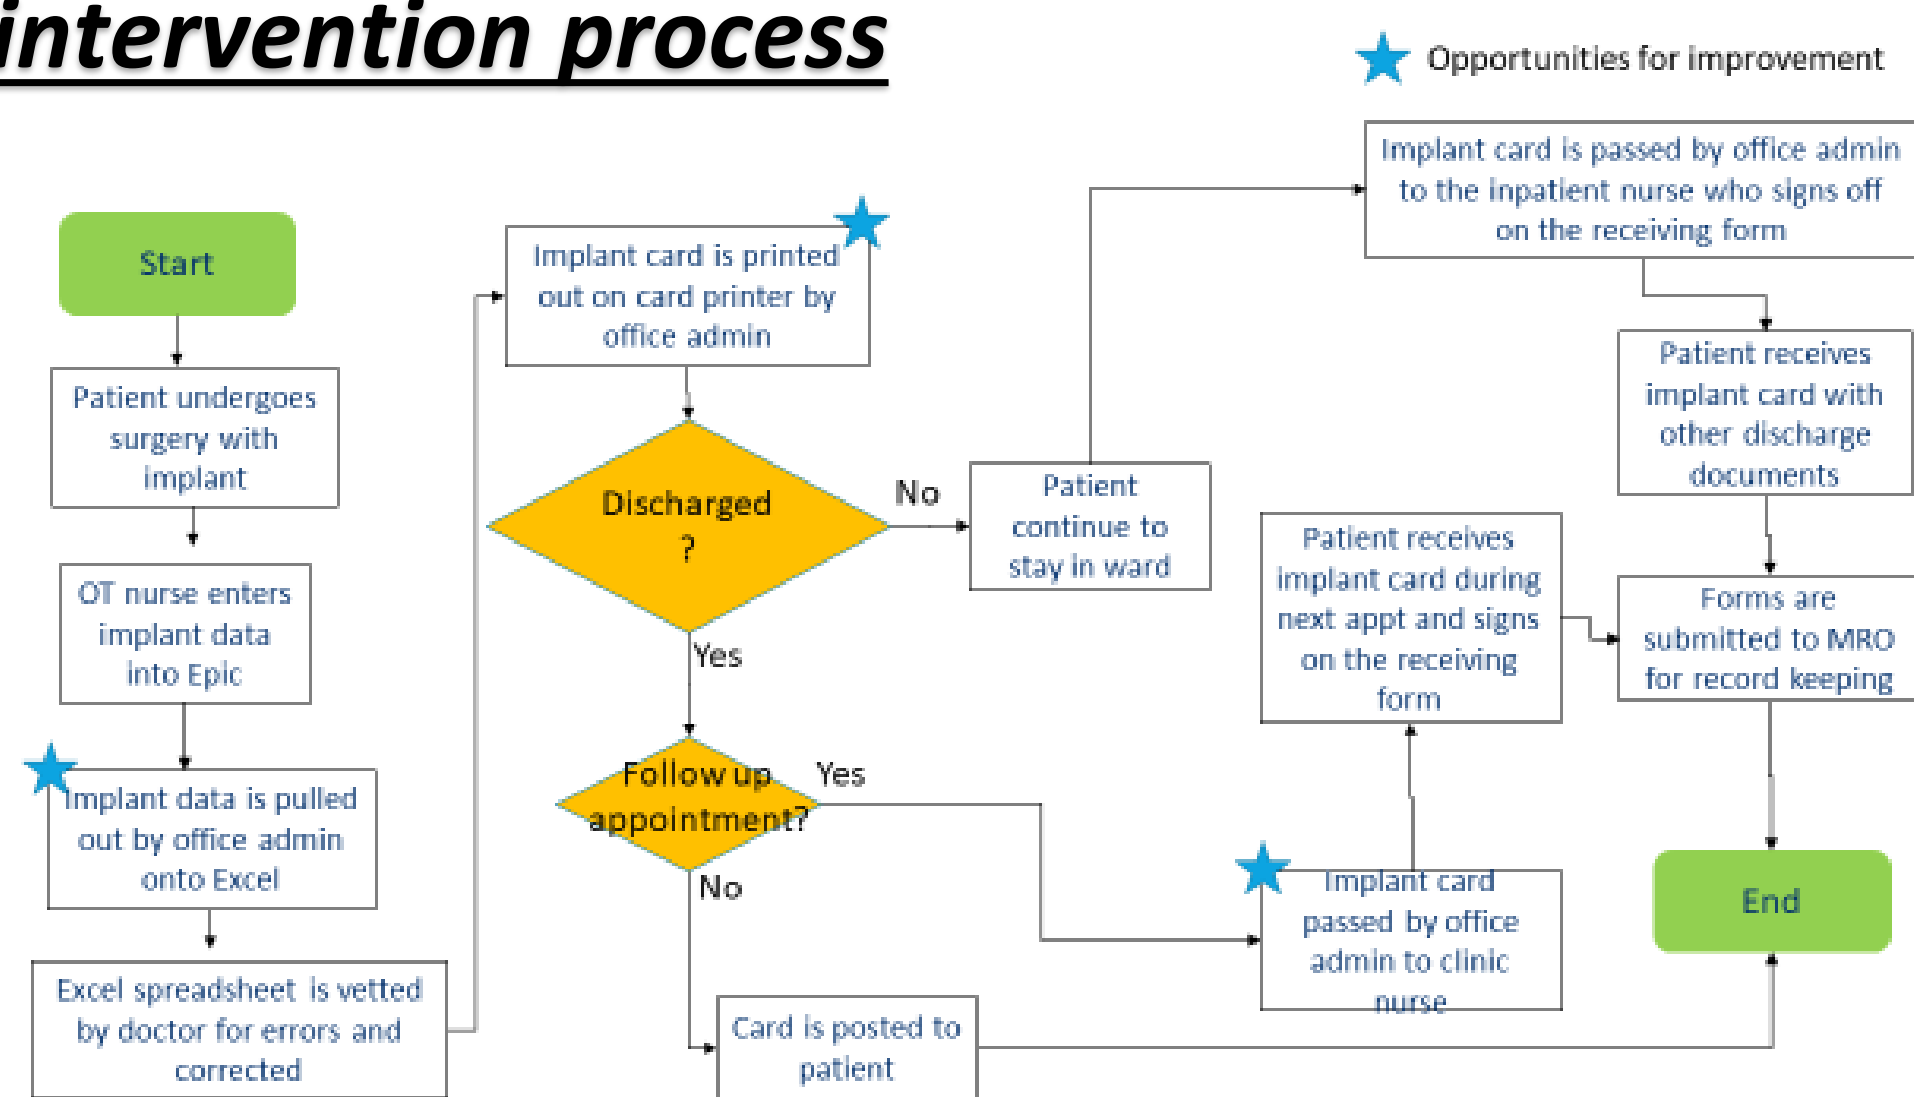 intervention process
Opportunities for improvement
Start
Patient undergoes
surgery with
implant
OT nurse enters
implant data
into Epic
Implant data is pulled
out by office admin
onto Excel
Excel spreadsheet is vetted
by doctor for errors and
corrected
Implant card is printed
out on card printer by
office admin
Discharged
?
No
Patient
continue to
stay in ward
Implant card is passed by office admin
to the inpatient nurse who signs off
on the receiving form
Patient receives
implant card with
other discharge
documents
Yes
Follow up
appointment?
Yes
Implant card
passed by office
admin to clinic
nurse
Patient receives
implant card during
next appt and signs
on the receiving
form
Forms are
submitted to MRO
for record keeping
No
Card is posted to
patient
End